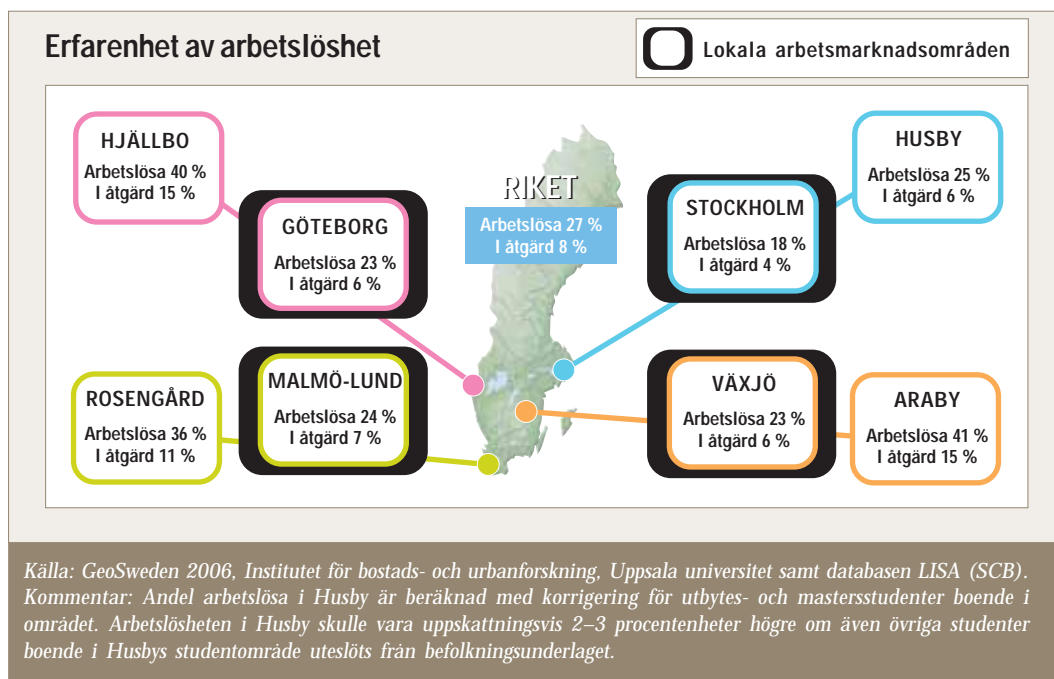 Erfarenhet av arbetslöshet
Lokala arbetsmarknadsområden
HJÄLLBO
Arbetslösa 40 %
I åtgärd 15 %
GÖTEBORG
Arbetslösa 23 %
I åtgärd 6 %
RIKET
Arbetslösa 27 %
I åtgärd 8 %
STOCKHOLM
Arbetslösa 18 %
I åtgärd 4 %
HUSBY
Arbetslösa 25 %
I åtgärd 6 %
ROSENGÅRD
Arbetslösa 36 %
I åtgärd 11 %
MALMÖ-LUND
Arbetslösa 24 %
I åtgärd 7 %
VÄXJÖ
Arbetslösa 23 %
I åtgärd 6 %
ARABY
Arbetslösa 41 %
I åtgärd 15 %
Källa: GeoSweden 2006, Institutet för bostads- och urbanforskning, Uppsala universitet samt databasen LISA (SCB).
Kommentar: Andel arbetslösa i Husby är beräknad med korrigering för utbytes- och mastersstudenter boende i
området. Arbetslösheten i Husby skulle vara uppskattningsvis 2–3 procentenheter högre om även övriga studenter
boende i Husbys studentområde uteslöts från befolkningsunderlaget.